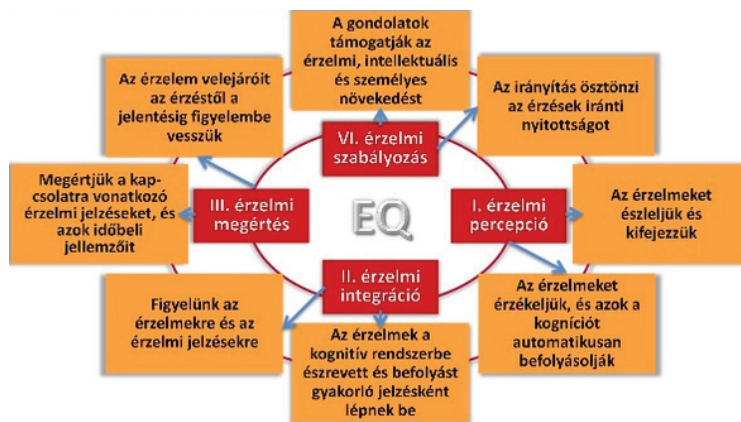 A gondolatok
támogatják az
érzelmi, intellektuális
és személyes
növekedést
Az irányítás ösztönzi
az érzések iránti
nyitottságot
Az érzelem velejáróit
az érzéstől a
jelentésig figyelembe
vesszük
VI. érzelmi
szabályozás
Megértjük a kap-
csolatra vonatkozó
érzelmi jelzéseket, és
azok időbeli
jellemzőit
III. érzelmi
megértés
EQ
I. érzelmi
percepció
Az érzelmeket
észleljük és
kifejezzük
II. érzelmi
integráció
Figyelünk az
érzelmekre és az
érzelmi jelzésekre
Az érzelmek a
kognitív rendszerbe
észrevett és befolyást
gyakorló jelzésként
lépnek be
Az érzelmeket
érzékeljük, és azok a
kogníciót
automatikusan
befolyásolják